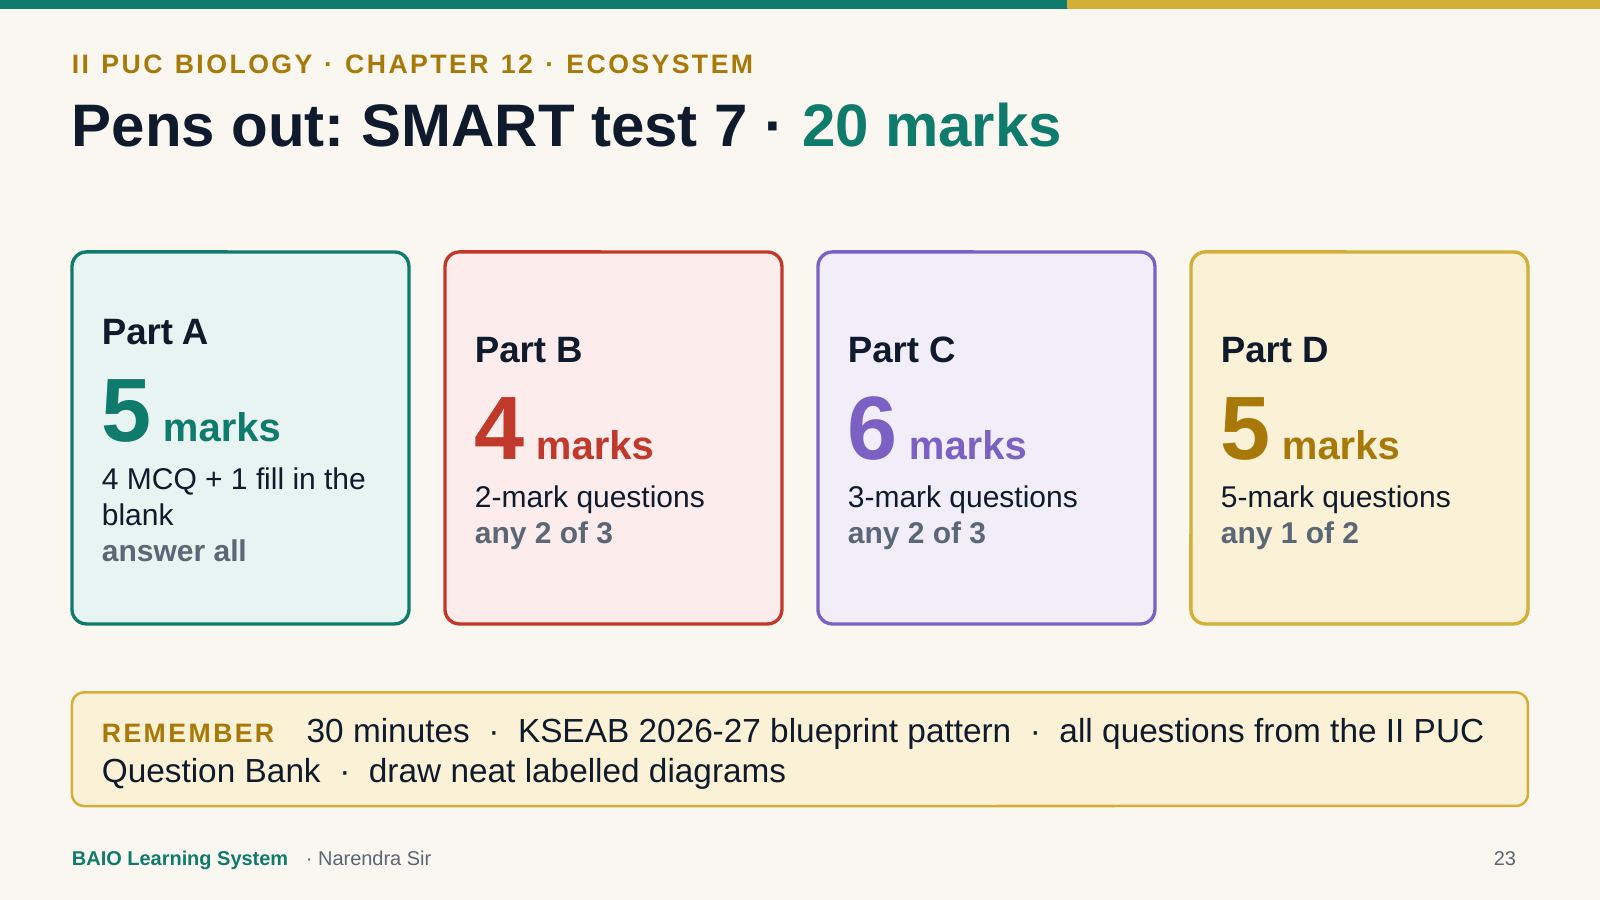 II PUC BIOLOGY · CHAPTER 12 · ECOSYSTEM
Pens out: SMART test 7 · 20 marks
Part A
5 marks
4 MCQ + 1 fill in the
blank
answer all
Part B
4 marks
2-mark questions
any 2 of 3
Part C
6 marks
3-mark questions
any 2 of 3
Part D
5 marks
5-mark questions
any 1 of 2
REMEMBER 30 minutes · KSEAB 2026-27 blueprint pattern · all questions from the II PUC
Question Bank · draw neat labelled diagrams
BAIO Learning System · Narendra Sir
23